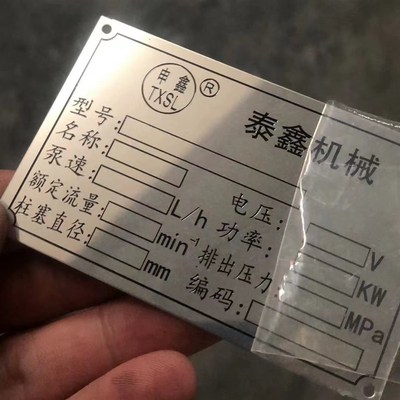 申鑫
TXSL ®
泰鑫机械
型号:
名称:
泵速: 电压: V
额定流量: L/h 功率: KW
柱塞直径: min⁻¹ 排出压力: MPa
mm 编码: